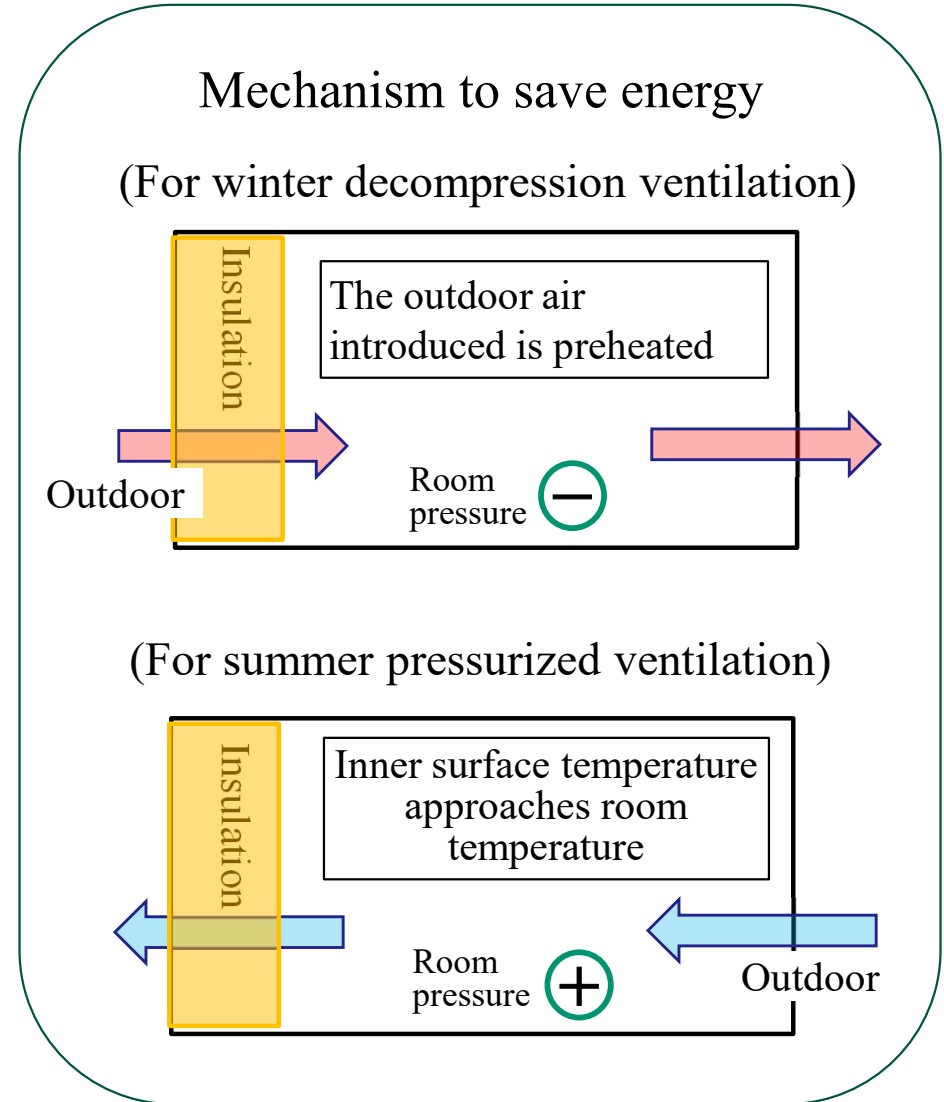 Mechanism to save energy
(For winter decompression ventilation)
Insulation
The outdoor air
introduced is preheated
Outdoor
Room
pressure
−
(For summer pressurized ventilation)
Insulation
Inner surface temperature
approaches room
temperature
Room
pressure
+
Outdoor